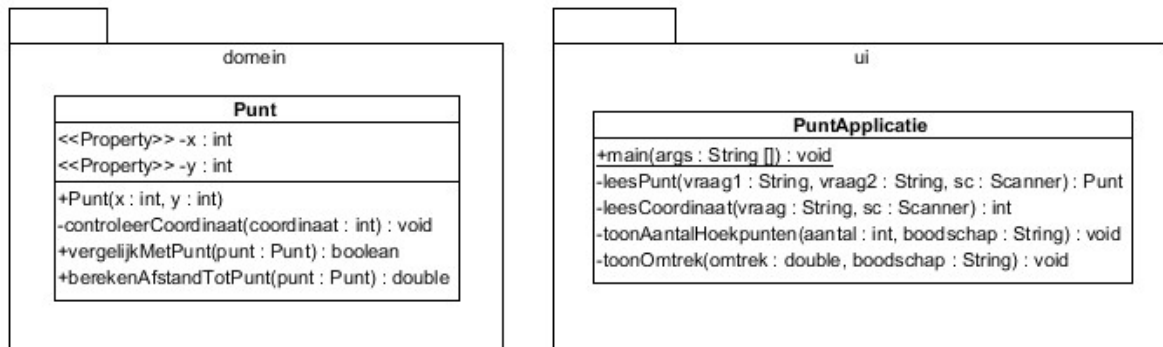 domein
Punt
<<Property>> -x : int
<<Property>> -y : int
+Punt(x : int, y : int)
-controleerCoordinaat(coordinaat : int) : void
+vergelijkMetPunt(punt : Punt) : boolean
+berekenAfstandTotPunt(punt : Punt) : double
ui
PuntApplicatie
+main(args : String []) : void
-leesPunt(vraag1 : String, vraag2 : String, sc : Scanner) : Punt
-leesCoordinaat(vraag : String, sc : Scanner) : int
-toonAantalHoekpunten(aantal : int, boodschap : String) : void
-toonOmtrek(omtrek : double, boodschap : String) : void